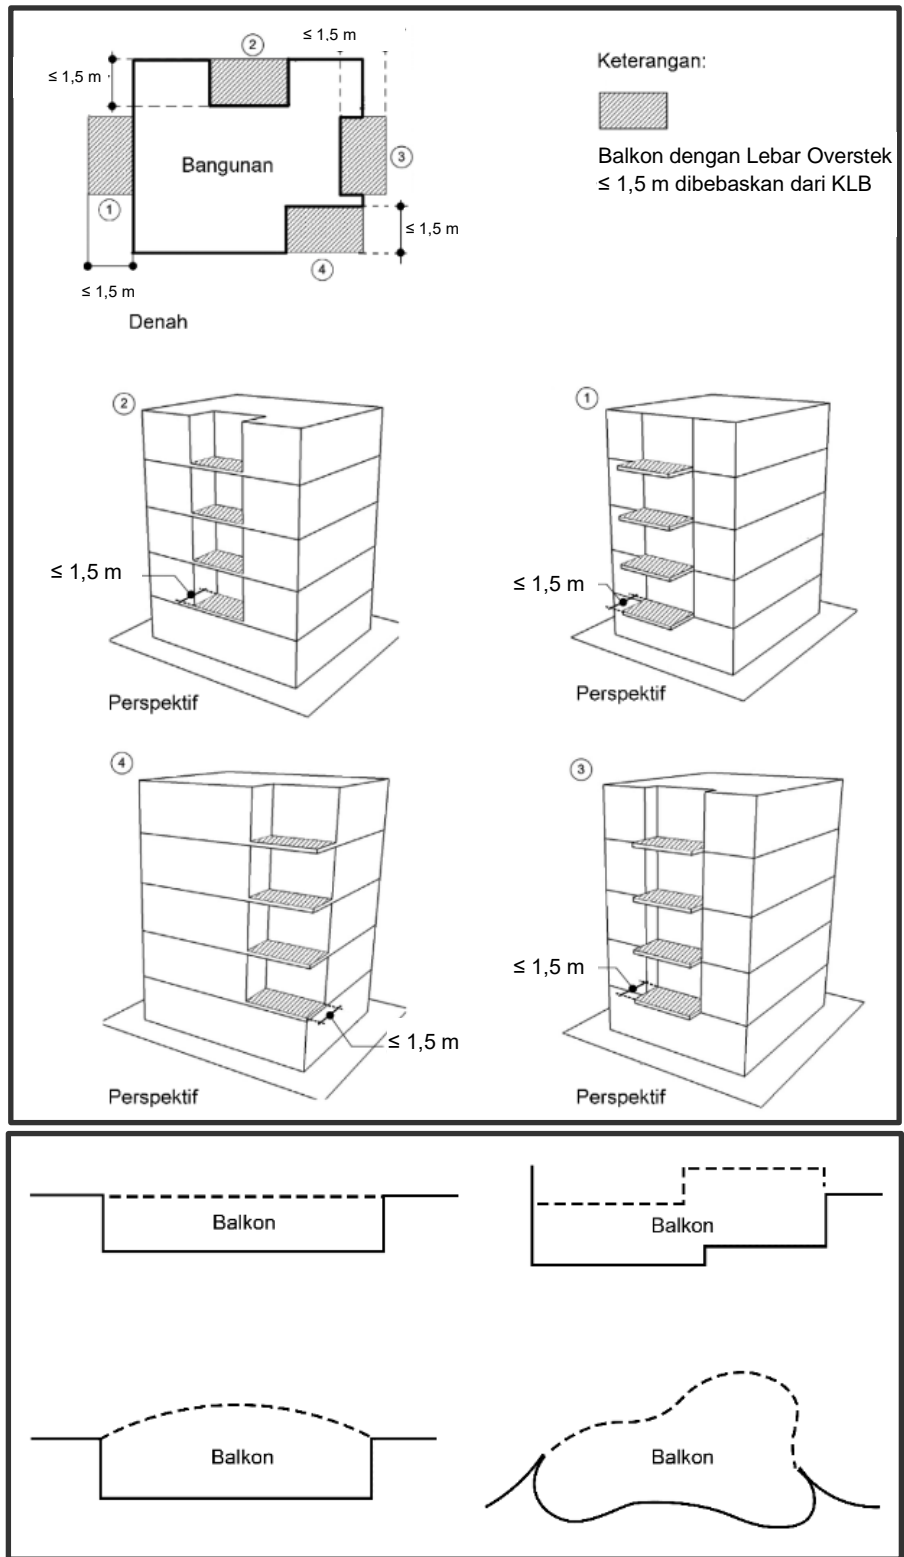 ≤ 1,5 m
②
≤ 1,5 m
Bangunan
③
①
≤ 1,5 m
④
≤ 1,5 m
Denah
Keterangan:
Balkon dengan Lebar Overstek
≤ 1,5 m dibebaskan dari KLB
②
≤ 1,5 m
Perspektif
①
≤ 1,5 m
Perspektif
④
≤ 1,5 m
Perspektif
③
≤ 1,5 m
Perspektif
Balkon
Balkon
Balkon
Balkon